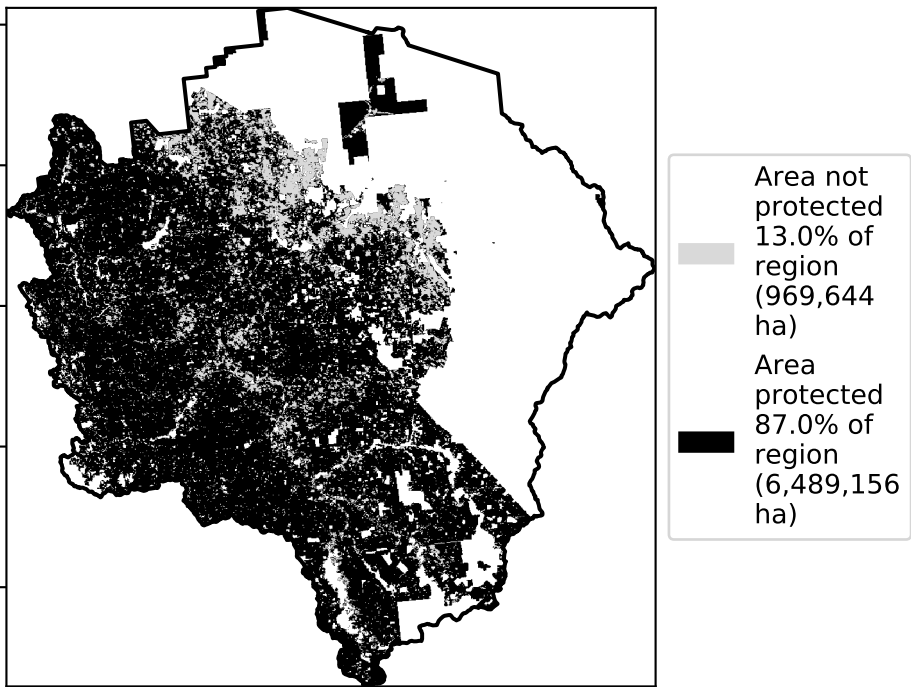 Area not
protected
13.0% of
region
(969,644
ha)
Area
protected
87.0% of
region
(6,489,156
ha)